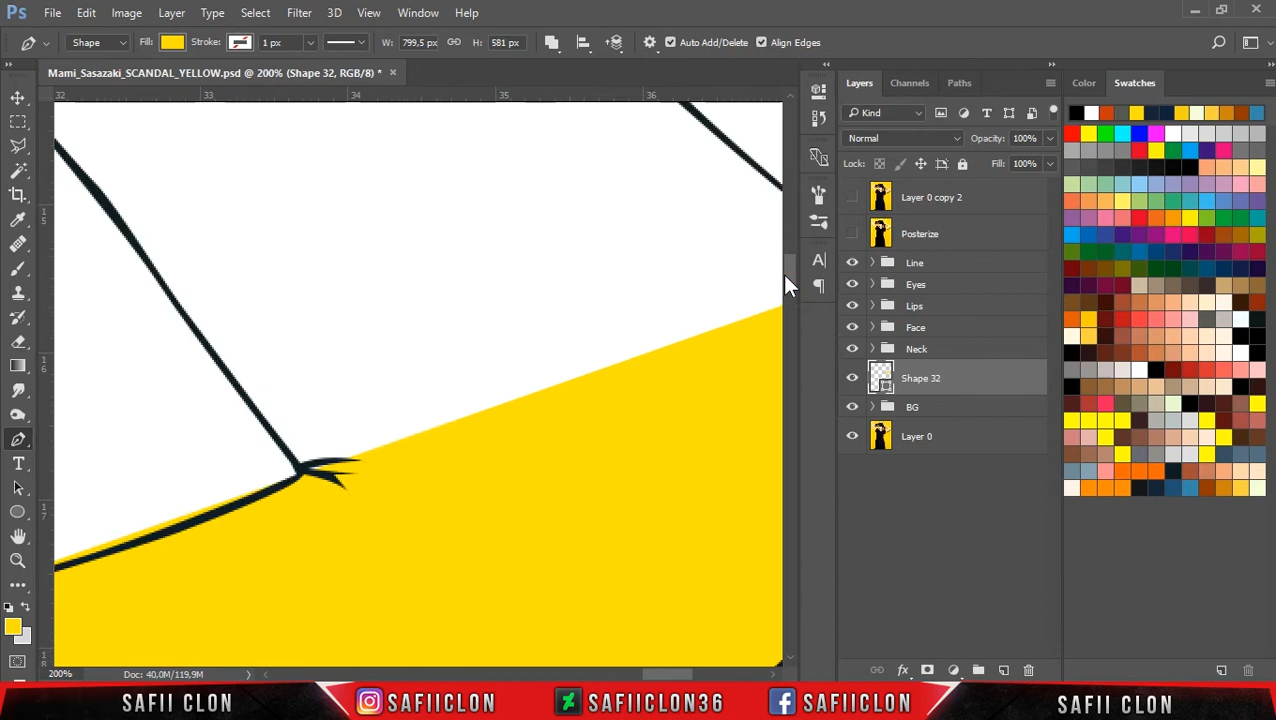 Ps File Edit Image Layer Type Select Filter 3D View Window Help
Shape Fill: Stroke: 1 px W: 799,5 px H: 581 px Auto Add/Delete Align Edges
Mami_Sasazaki_SCANDAL_YELLOW.psd @ 200% (Shape 32, RGB/8) * ×
32 33 34 35 36
15
16
17
18
Layers Channels Paths
Kind
Normal Opacity: 100%
Lock: Fill: 100%
Layer 0 copy 2
Posterize
Line
Eyes
Lips
Face
Neck
Shape 32
BG
Layer 0
Color Swatches
200% Doc: 40,0M/119,9M
SAFII CLON SAFIICLON SAFIICLON36 SAFIICLON SAFII CLON